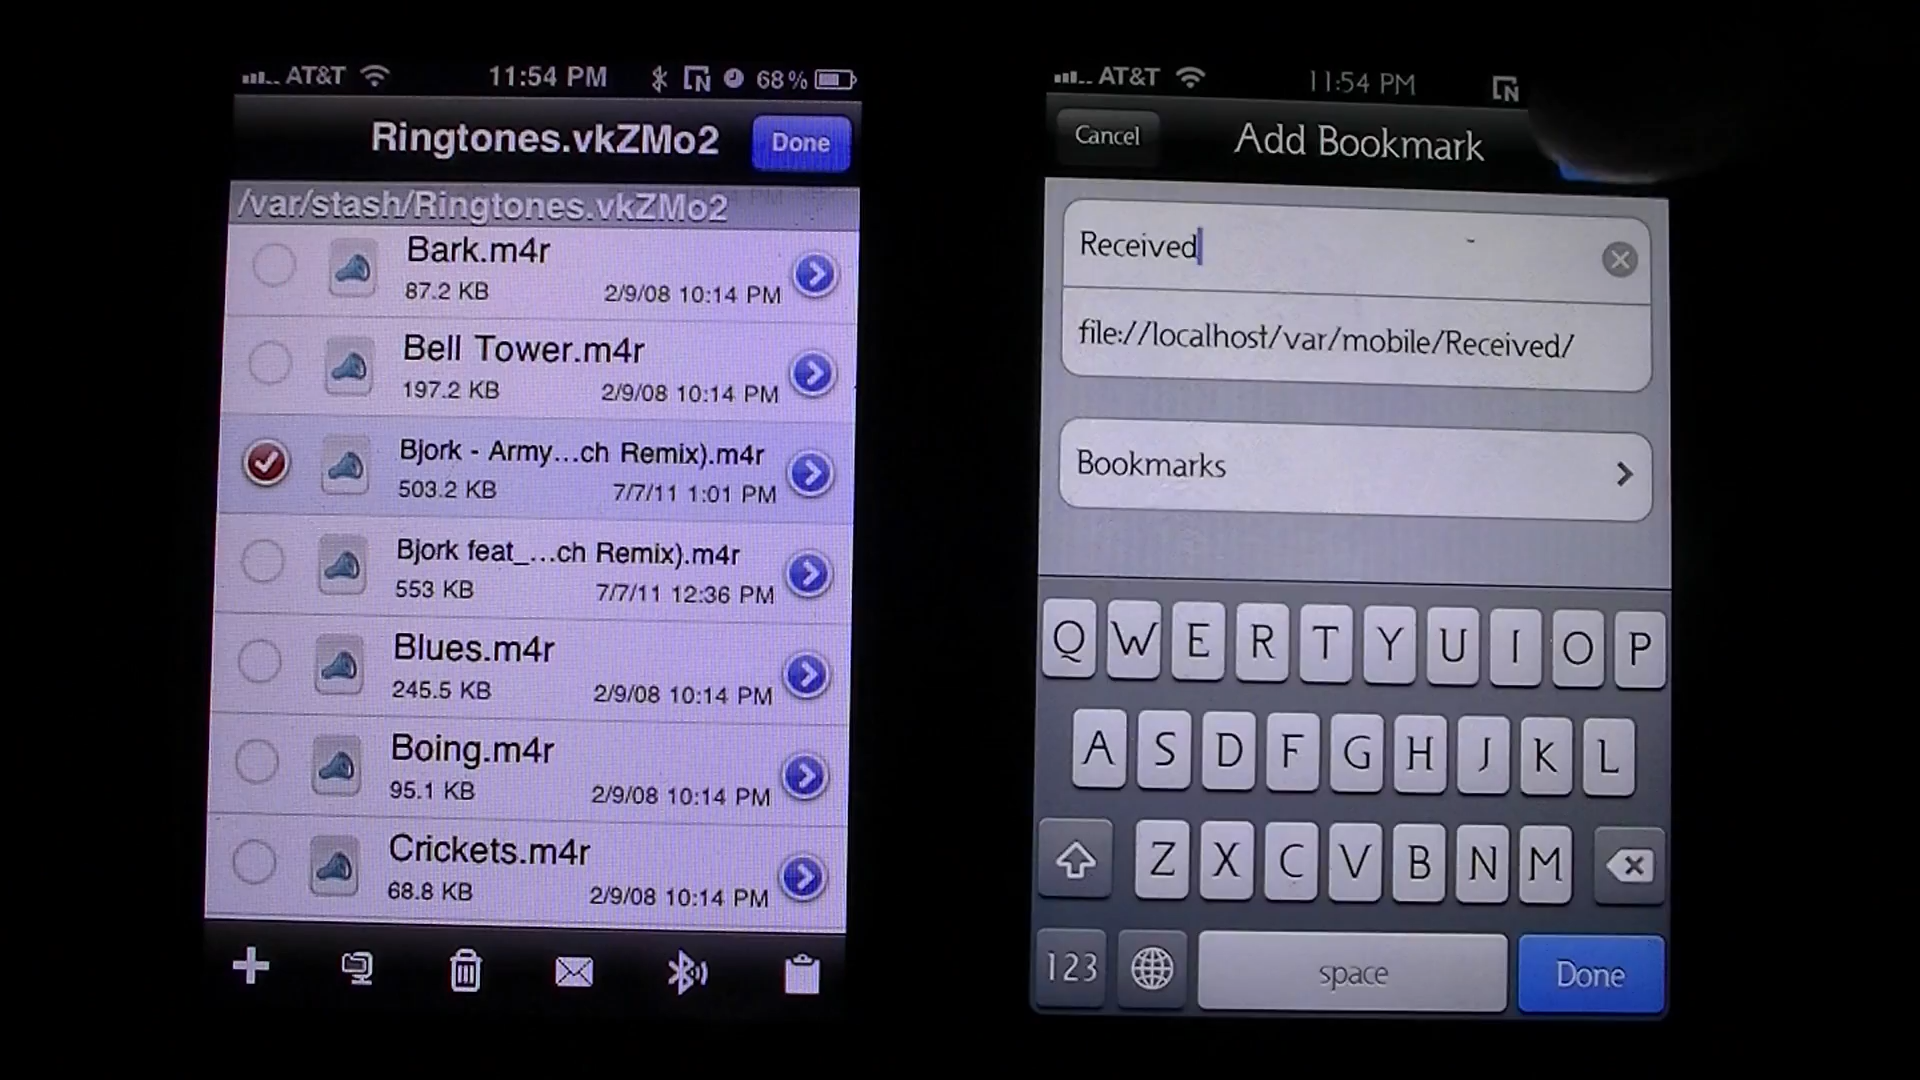 AT&T 11:54 PM 68%
Ringtones.vkZMo2 Done
/var/stash/Ringtones.vkZMo2
Bark.m4r
87.2 KB 2/9/08 10:14 PM
Bell Tower.m4r
197.2 KB 2/9/08 10:14 PM
Bjork - Army...ch Remix).m4r
503.2 KB 7/7/11 1:01 PM
Bjork feat_...ch Remix).m4r
553 KB 7/7/11 12:36 PM
Blues.m4r
245.5 KB 2/9/08 10:14 PM
Boing.m4r
95.1 KB 2/9/08 10:14 PM
Crickets.m4r
68.8 KB 2/9/08 10:14 PM
AT&T 11:54 PM
Cancel Add Bookmark
Received
file://localhost/var/mobile/Received/
Bookmarks
Q W E R T Y U I O P
A S D F G H J K L
Z X C V B N M
123 space Done